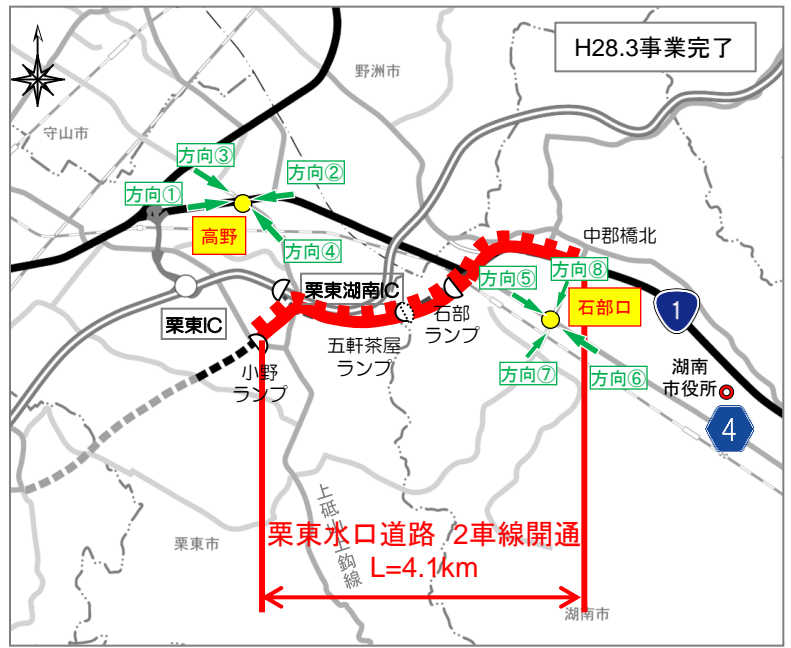 H28.3事業完了
野洲市
守山市
方向③
方向②
方向①
高野
方向④
中郡橋北
方向⑤
方向⑧
栗東湖南IC
石部口
1
栗東IC
石部
ランプ
五軒茶屋
ランプ
小野
ランプ
方向⑦
方向⑥
湖南
市役所
4
上砥山上鈎線
栗東水口道路 2車線開通
L=4.1km
栗東市
湖南市